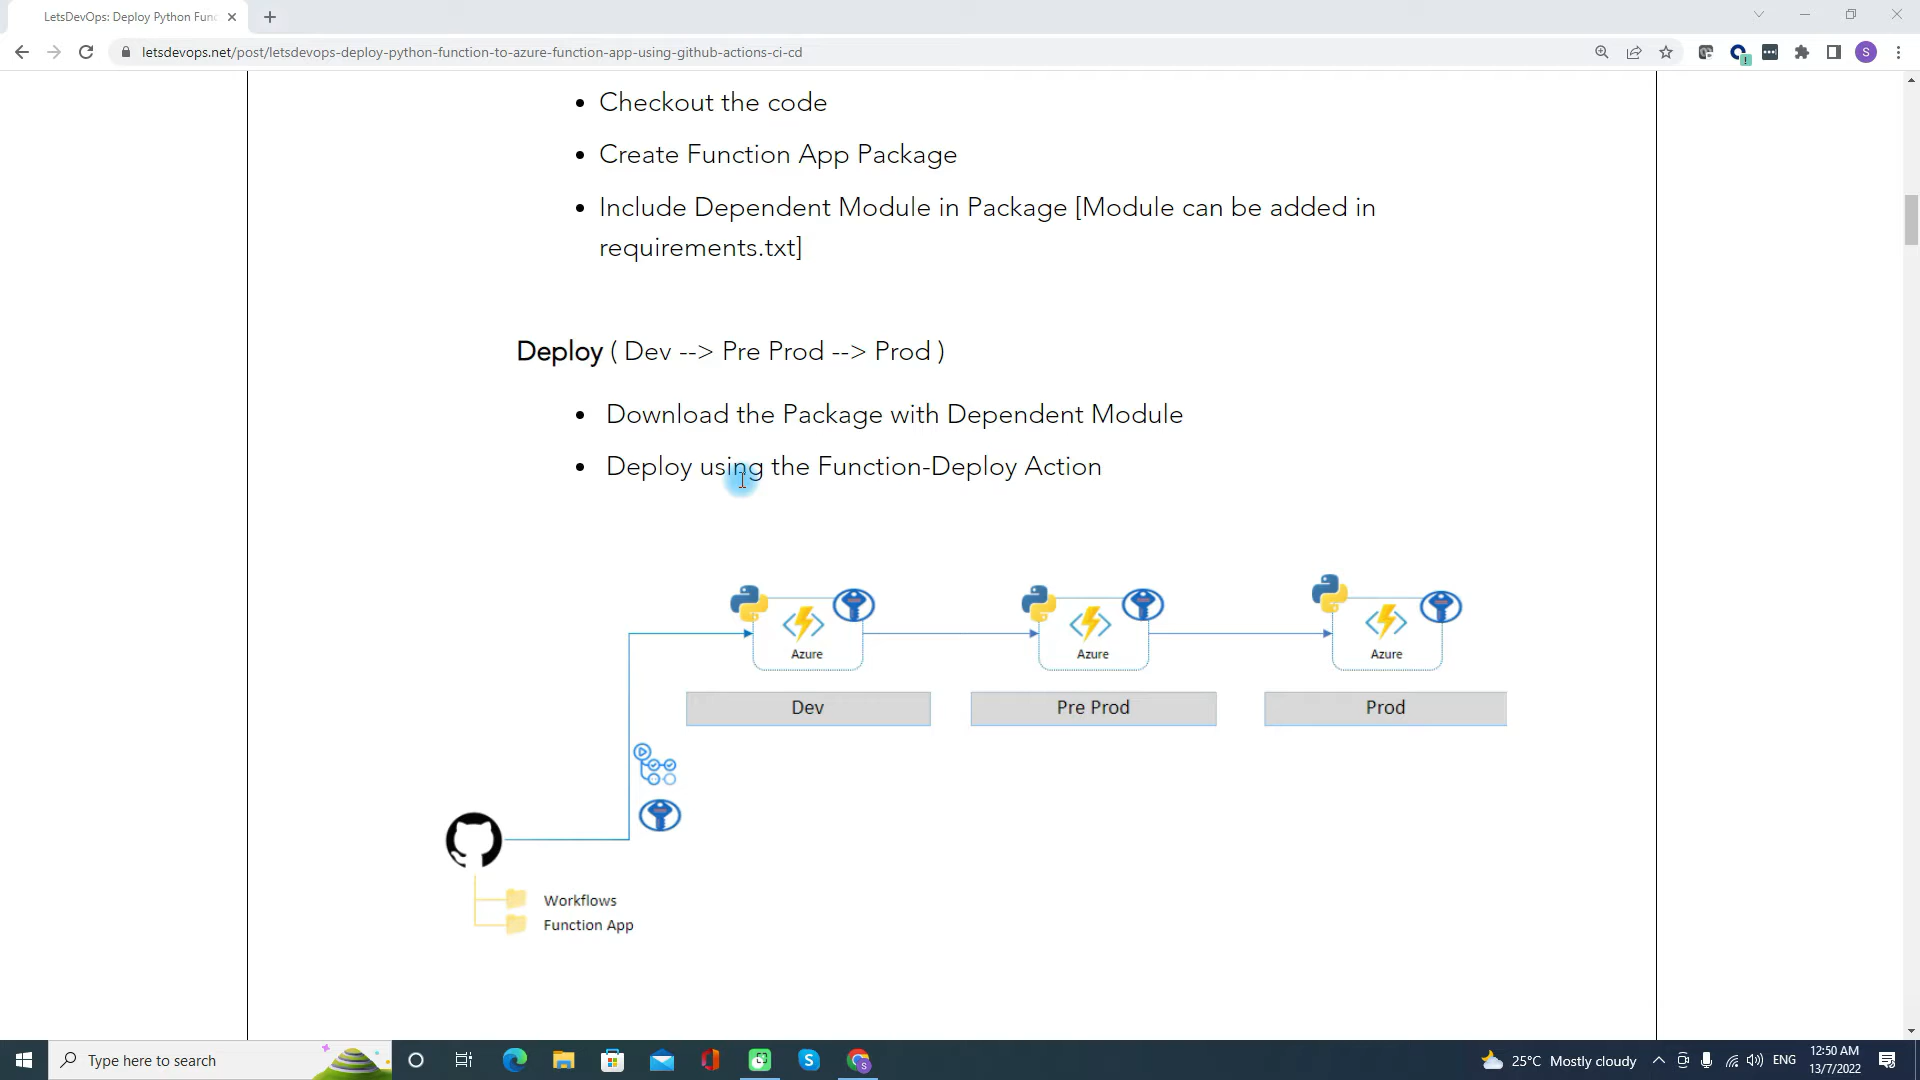 LetsDevOps: Deploy Python Func
letsdevops.net/post/letsdevops-deploy-python-function-to-azure-function-app-using-github-actions-ci-cd
S
• Checkout the code
• Create Function App Package
• Include Dependent Module in Package [Module can be added in
requirements.txt]
Deploy ( Dev --> Pre Prod --> Prod )
• Download the Package with Dependent Module
• Deploy using the Function-Deploy Action
Azure
Azure
Azure
Dev
Pre Prod
Prod
Workflows
Function App
Type here to search
25°C Mostly cloudy
ENG
12:50 AM
13/7/2022